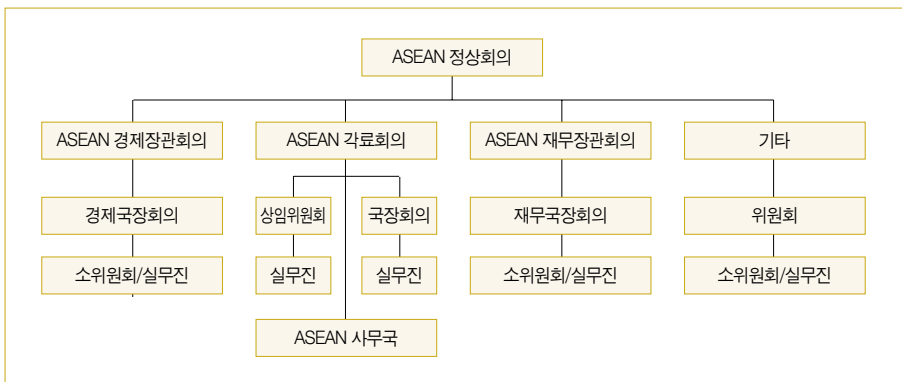 ASEAN 정상회의
ASEAN 경제장관회의
ASEAN 각료회의
ASEAN 재무장관회의
기타
경제국장회의
상임위원회
국장회의
재무국장회의
위원회
소위원회/실무진
실무진
실무진
소위원회/실무진
소위원회/실무진
ASEAN 사무국